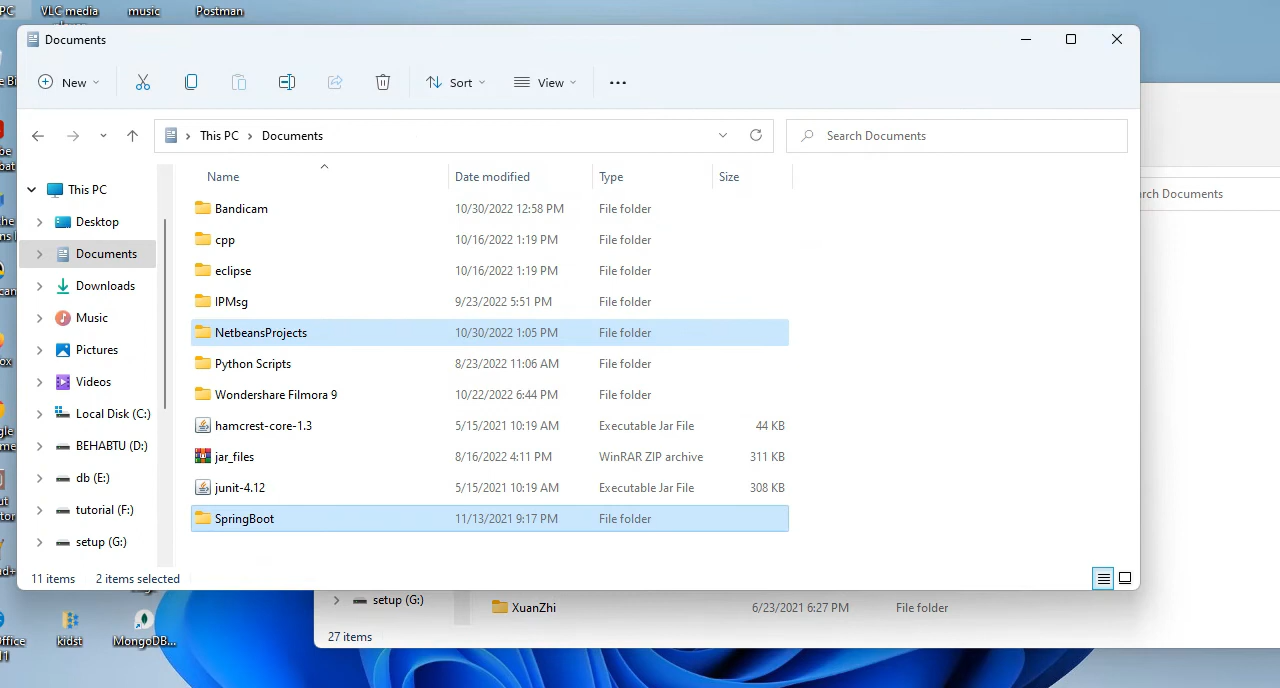 PC
VLC media
music
Postman
Documents
New
Sort
View
This PC
Documents
Search Documents
Name
Date modified
Type
Size
This PC
Desktop
Documents
Downloads
Music
Pictures
Videos
Local Disk (C:)
BEHABTU (D:)
db (E:)
tutorial (F:)
setup (G:)
Bandicam 10/30/2022 12:58 PM File folder
cpp 10/16/2022 1:19 PM File folder
eclipse 10/16/2022 1:19 PM File folder
IPMsg 9/23/2022 5:51 PM File folder
NetbeansProjects 10/30/2022 1:05 PM File folder
Python Scripts 8/23/2022 11:06 AM File folder
Wondershare Filmora 9 10/22/2022 6:44 PM File folder
hamcrest-core-1.3 5/15/2021 10:19 AM Executable Jar File 44 KB
jar_files 8/16/2022 4:11 PM WinRAR ZIP archive 311 KB
junit-4.12 5/15/2021 10:19 AM Executable Jar File 308 KB
SpringBoot 11/13/2021 9:17 PM File folder
11 items 2 items selected
rch Documents
setup (G:)
XuanZhi 6/23/2021 6:27 PM File folder
27 items
kidst
MongoDB...